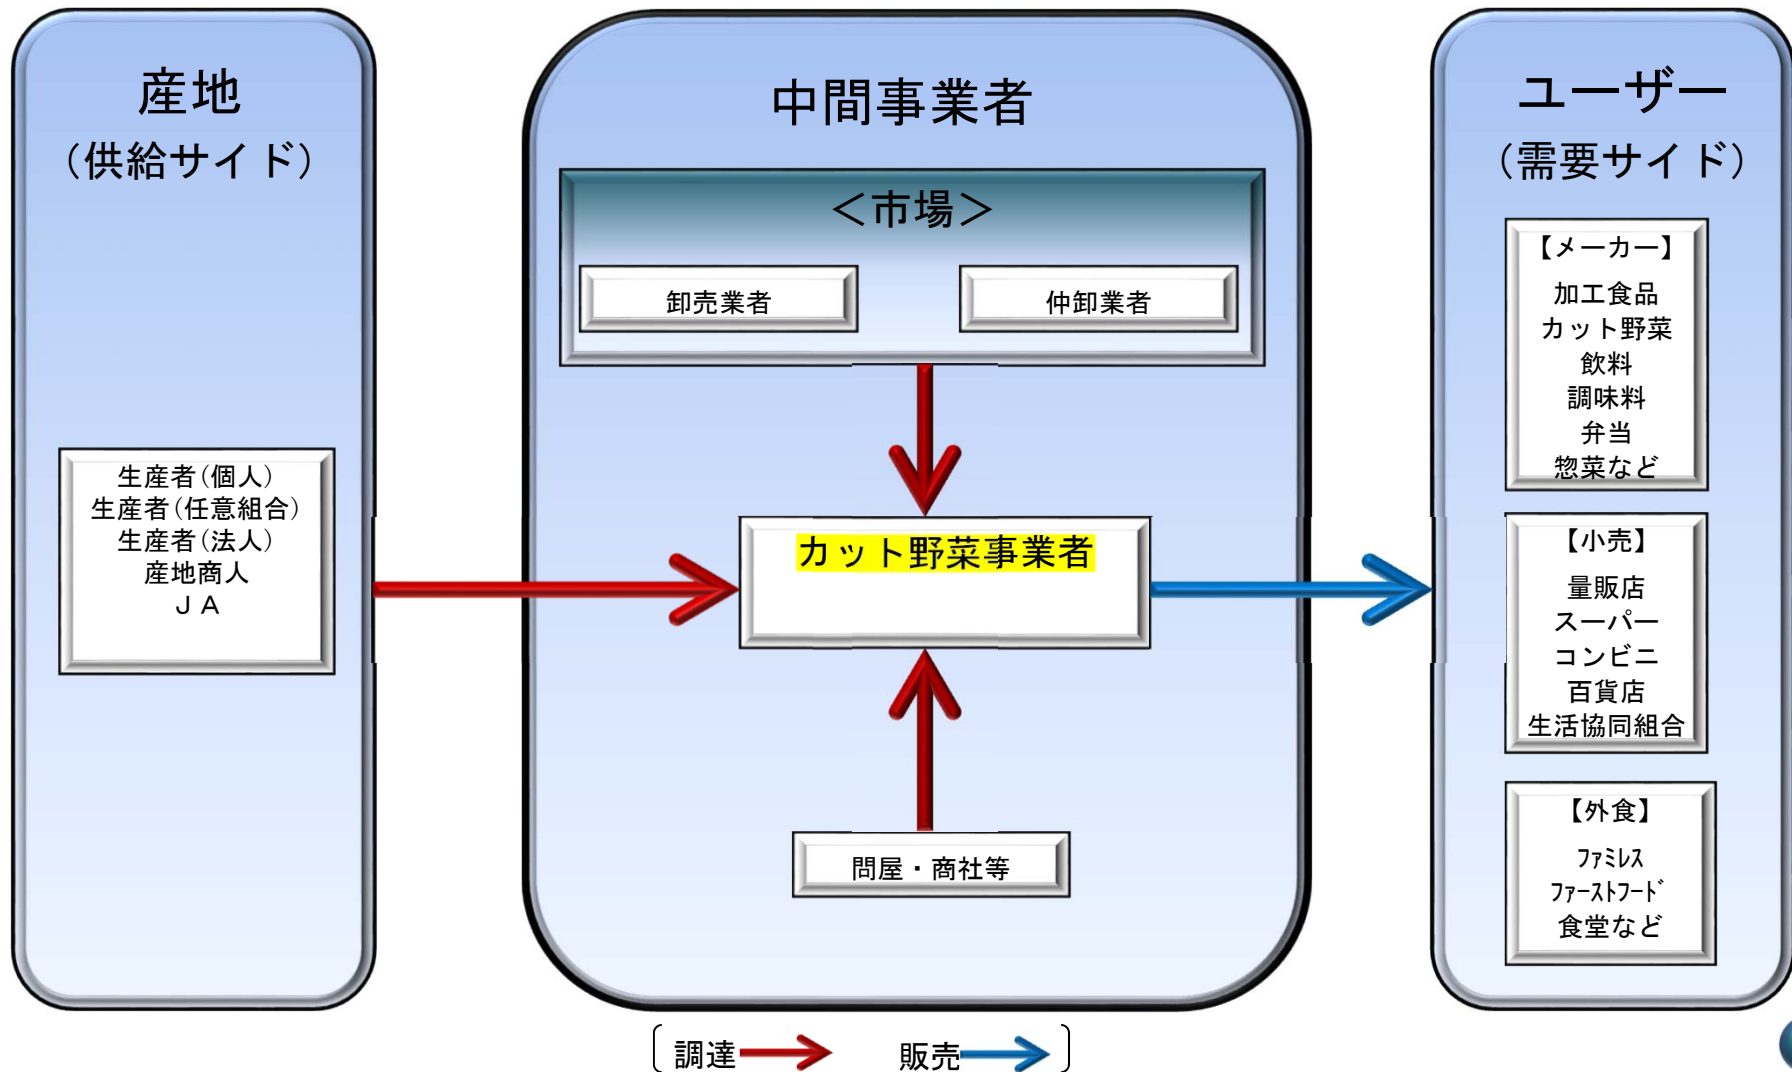 産地
（供給サイド）
生産者(個人)
生産者(任意組合)
生産者(法人)
産地商人
ＪＡ
中間事業者
＜市場＞
卸売業者
仲卸業者
カット野菜事業者
問屋・商社等
ユーザー
（需要サイド）
【メーカー】
加工食品
カット野菜
飲料
調味料
弁当
惣菜など
【小売】
量販店
スーパー
コンビニ
百貨店
生活協同組合
【外食】
ﾌｧﾐﾚｽ
ﾌｧｰｽﾄﾌｰﾄﾞ
食堂など
調達 販売